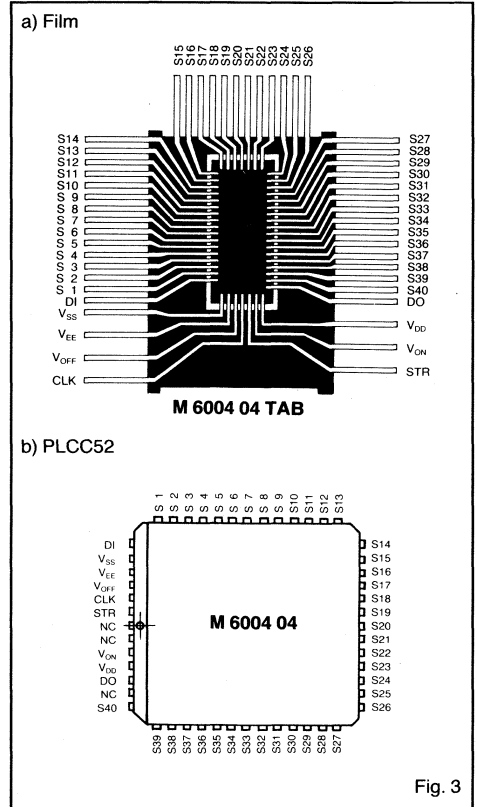 a) Film
S15 S16 S17 S18 S19 S20 S21 S22 S23 S24 S25 S26
S14 S27
S13 S28
S12 S29
S11 S30
S10 S31
S 9 S32
S 8 S33
S 7 S34
S 6 S35
S 5 S36
S 4 S37
S 3 S38
S 2 S39
S 1 S40
DI DO
VSS VDD
VEE VON
VOFF STR
CLK
M 6004 04 TAB
b) PLCC52
S 1 S 2 S 3 S 4 S 5 S 6 S 7 S 8 S 9 S10 S11 S12 S13
DI S14
VSS S15
VEE S16
VOFF S17
CLK S18
STR S19
NC M 6004 04 S20
NC S21
VON S22
VDD S23
DO S24
NC S25
S40 S26
S39 S38 S37 S36 S35 S34 S33 S32 S31 S30 S29 S28 S27
Fig. 3